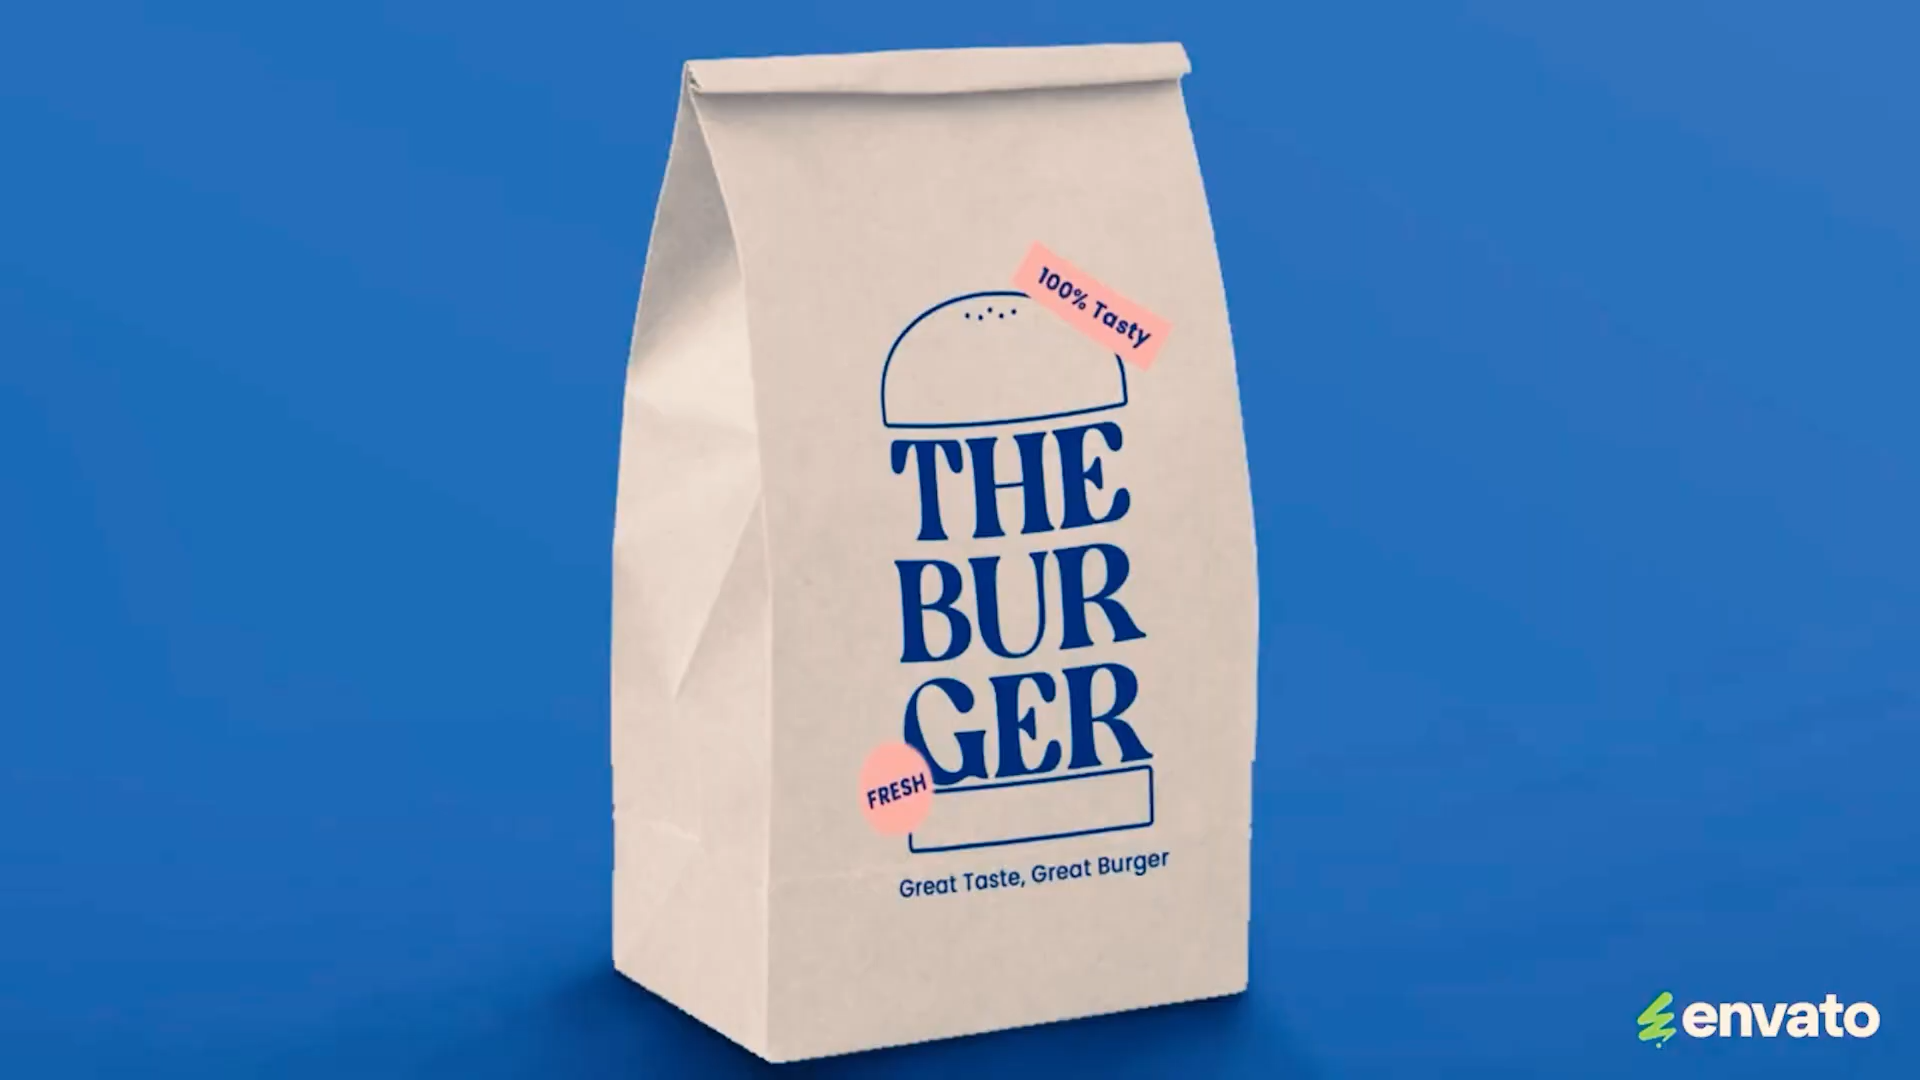 100% Tasty
THE
BUR
GER
FRESH
Great Taste, Great Burger
envato